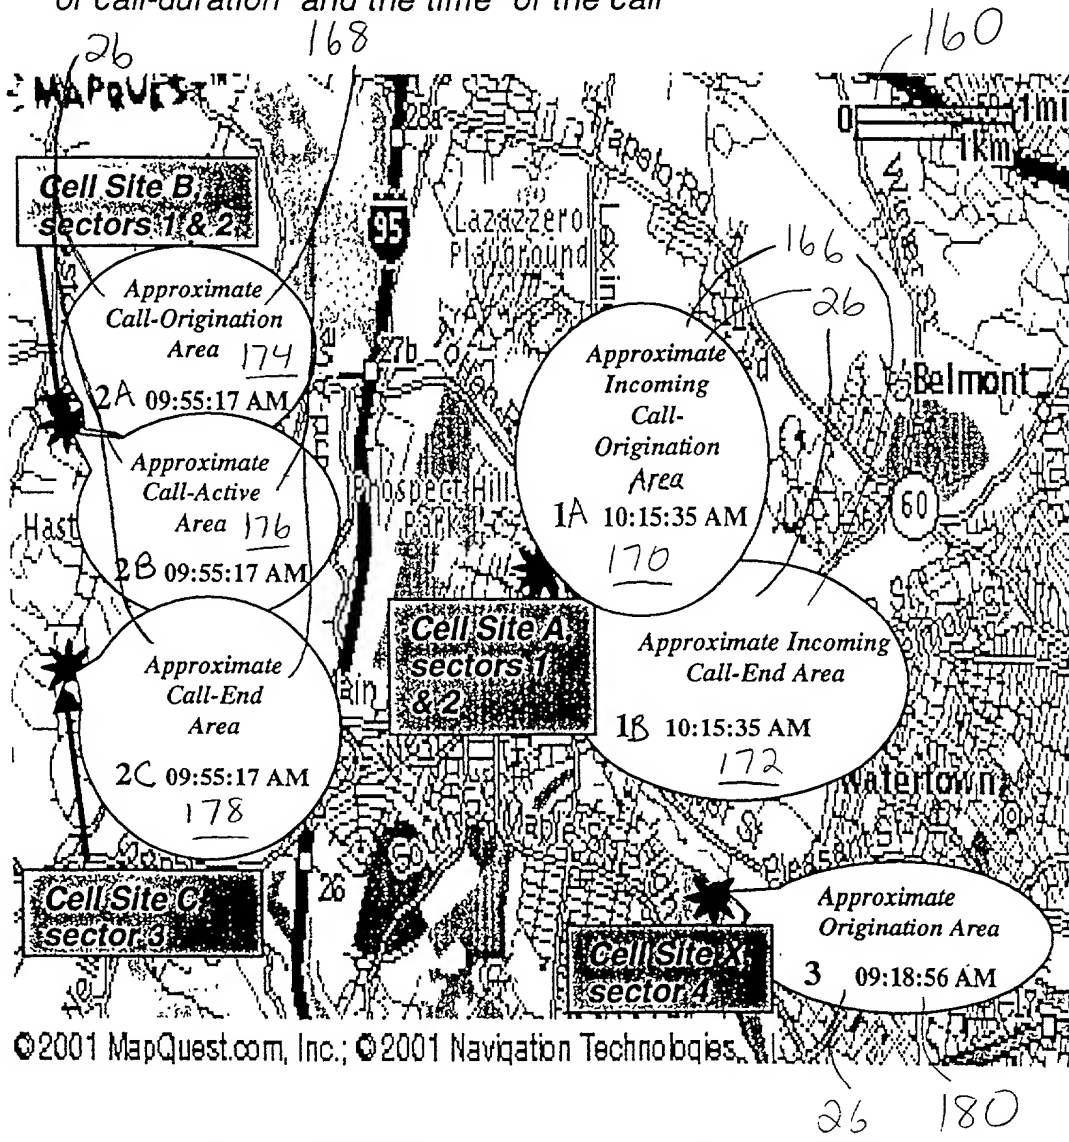 of call-duration and the time of the call
26
168
160
MAPQUEST™
28a
0
1mi
1km
Cell Site B,
sectors 1 & 2
95
Lazazzero
Playground
166
26
Approximate
Call-Origination
Area 174
2A 09:55:17 AM
27b
Approximate
Incoming
Call-
Origination
Area
1A 10:15:35 AM
170
Belmont
60
Approximate
Call-Active
Area 176
2B 09:55:17 AM
Prospect Hill
Park
Hast
Cell Site A
sectors 1
& 2
Approximate Incoming
Call-End Area
1B 10:15:35 AM
172
Approximate
Call-End
Area
2C 09:55:17 AM
178
Watertown
26
Cell Site C
sector 3
Cell Site X,
sector 4
Approximate
Origination Area
3 09:18:56 AM
©2001 MapQuest.com, Inc.; ©2001 Navigation Technologies
26
180